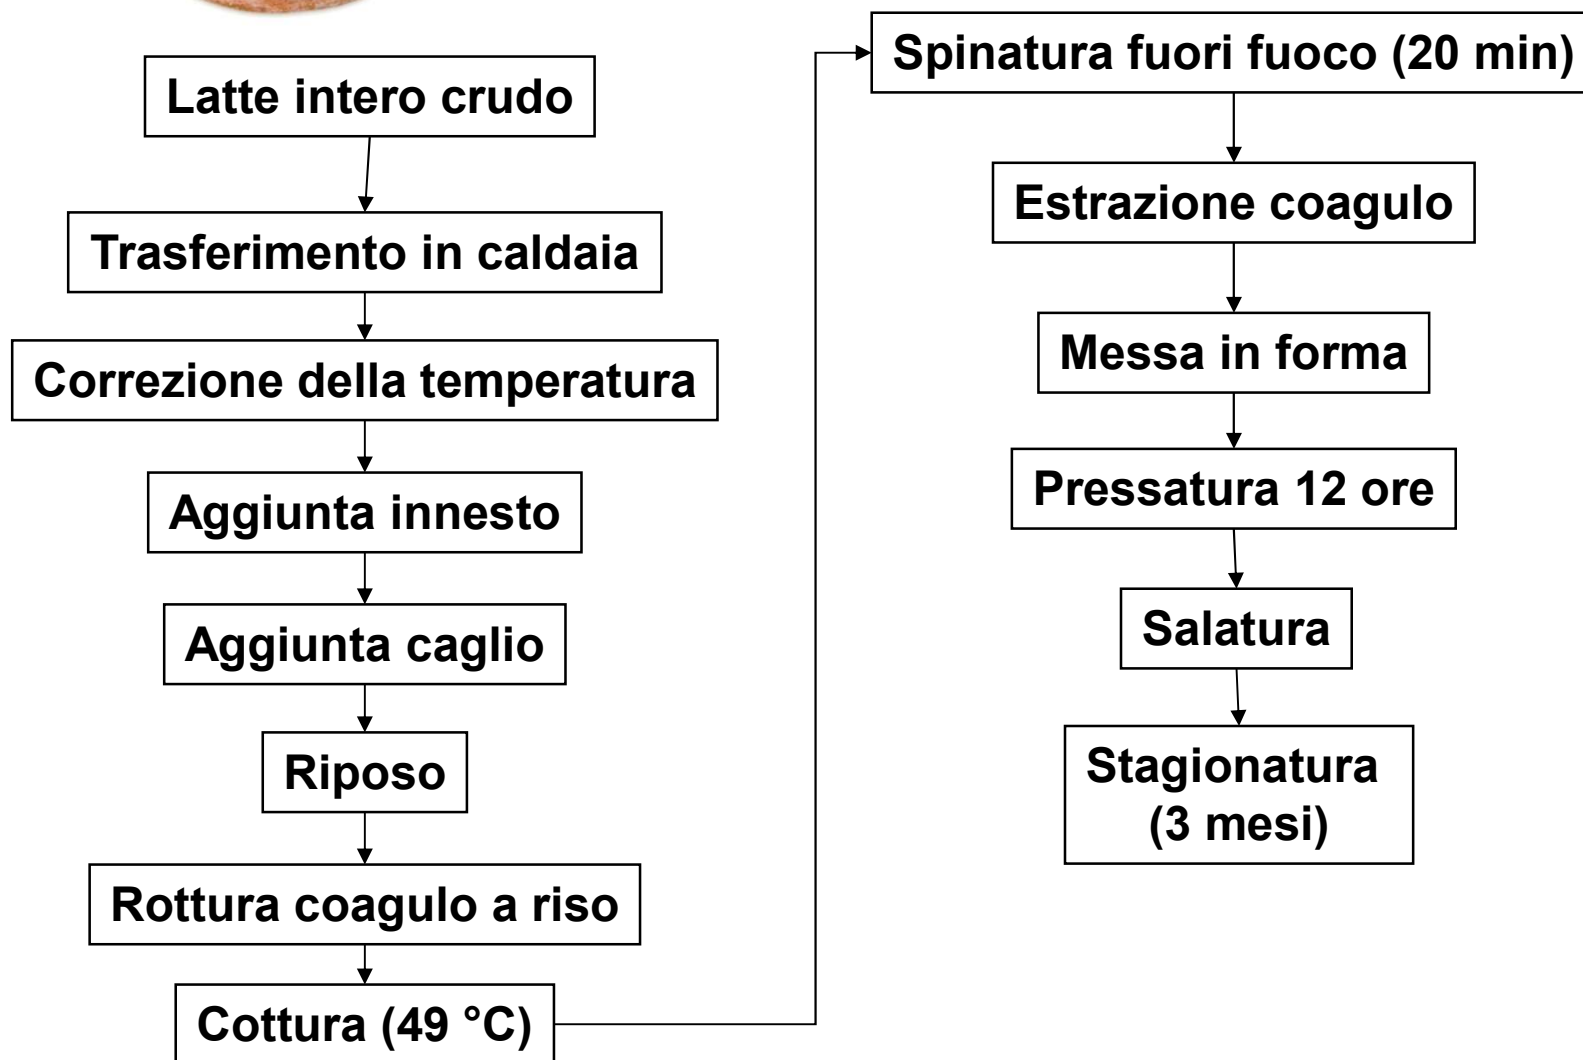 Latte intero crudo
Trasferimento in caldaia
Correzione della temperatura
Aggiunta innesto
Aggiunta caglio
Riposo
Rottura coagulo a riso
Cottura (49 °C)
Spinatura fuori fuoco (20 min)
Estrazione coagulo
Messa in forma
Pressatura 12 ore
Salatura
Stagionatura
(3 mesi)